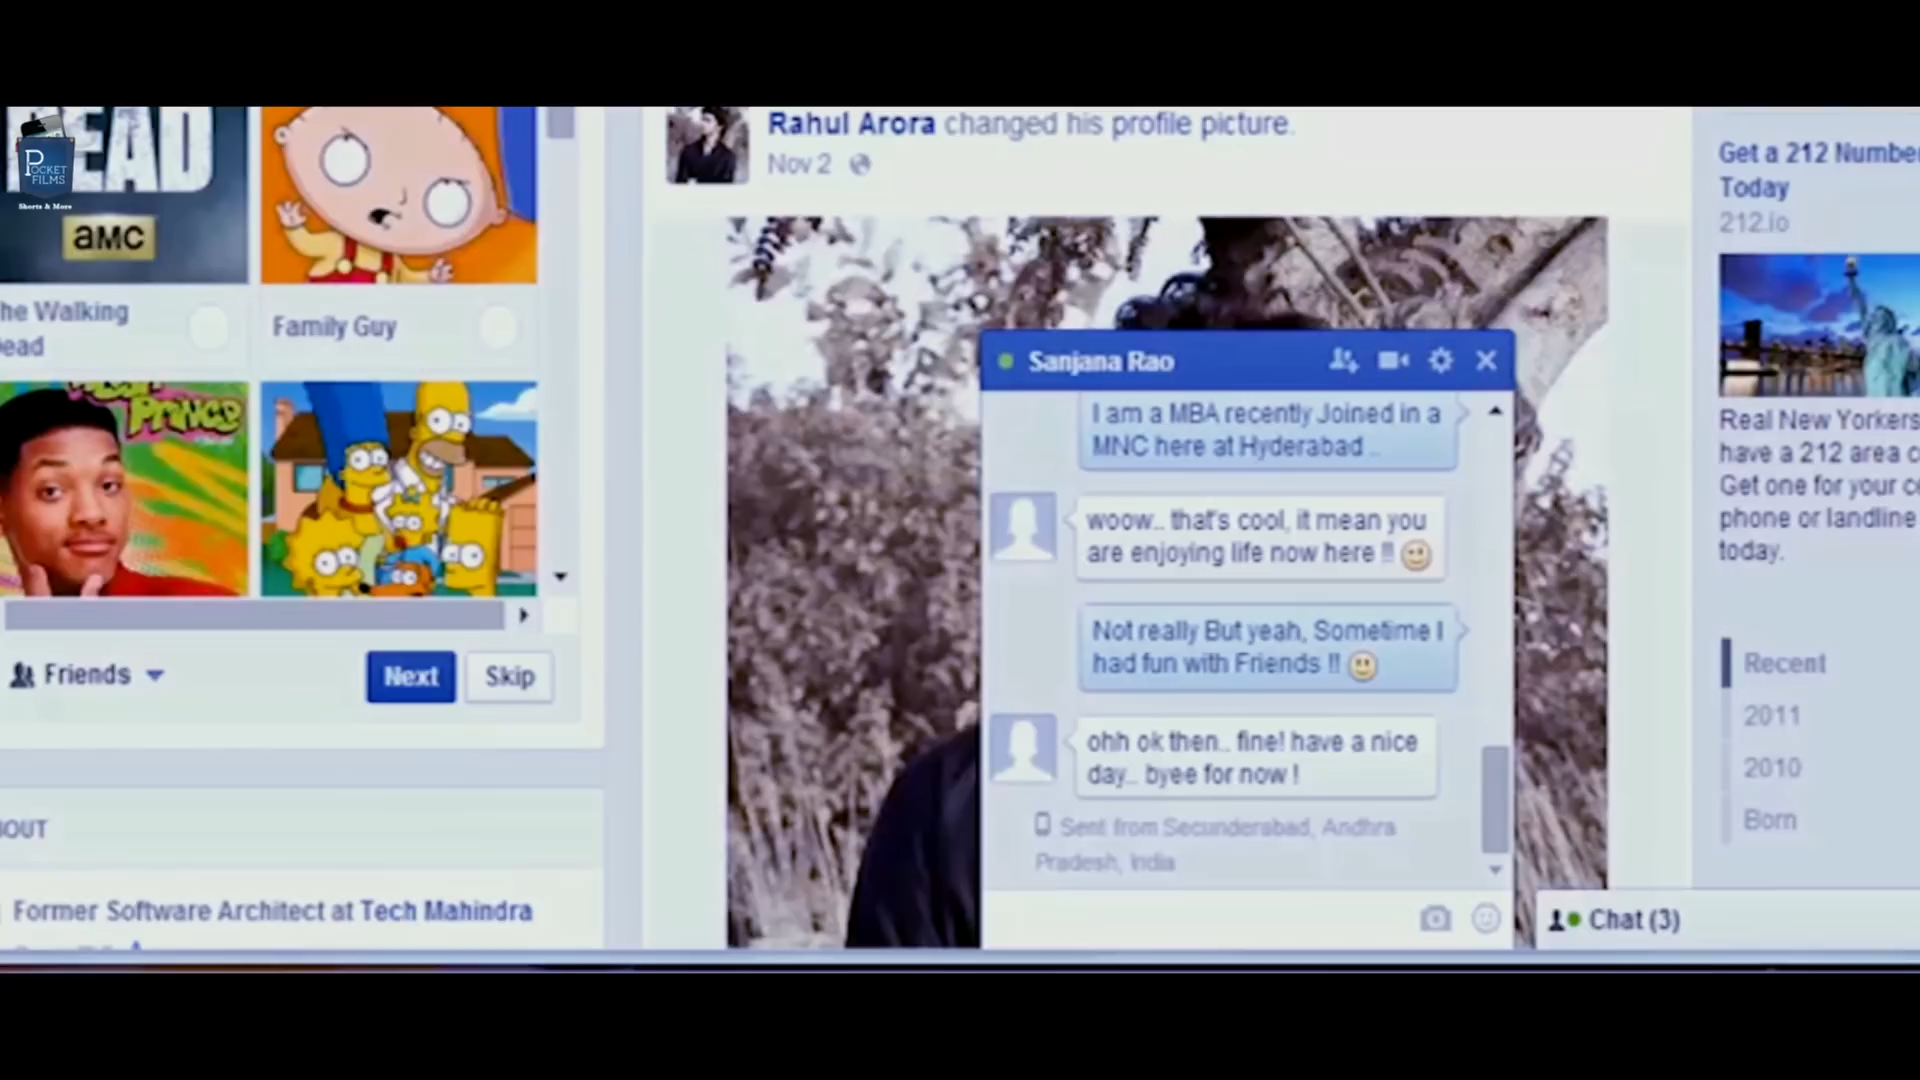 DEAD
POCKET
FILMS
Shorts & More
aMC
he Walking
ead
Family Guy
Prince
Friends
Next
Skip
BOUT
Former Software Architect at Tech Mahindra
Rahul Arora changed his profile picture.
Nov 2
Sanjana Rao
I am a MBA recently Joined in a
MNC here at Hyderabad ..
woow.. that's cool, it mean you
are enjoying life now here !!
Not really But yeah, Sometime I
had fun with Friends !!
ohh ok then.. fine! have a nice
day.. byee for now !
Sent from Secunderabad, Andhra
Pradesh, India
Get a 212 Number
Today
212.io
Real New Yorkers
have a 212 area c
Get one for your ce
phone or landline
today.
Recent
2011
2010
Born
Chat (3)